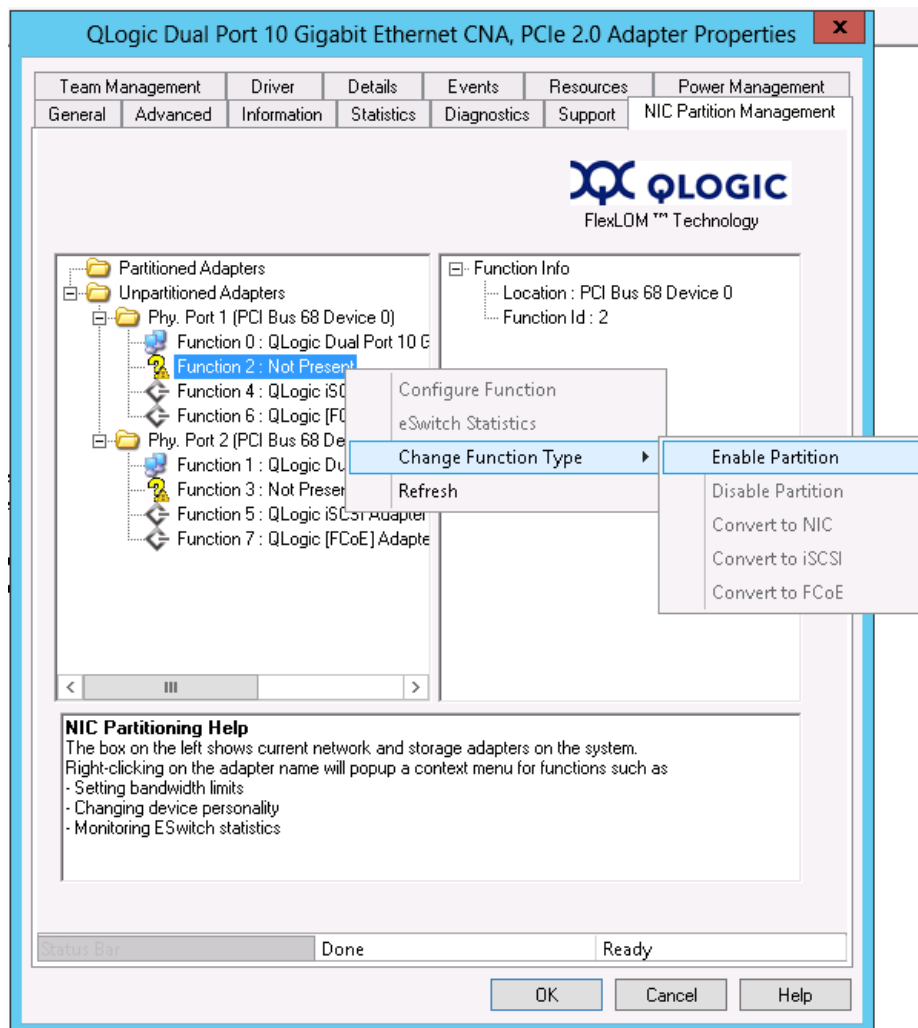 QLogic Dual Port 10 Gigabit Ethernet CNA, PCIe 2.0 Adapter Properties
x
Team Management Driver Details Events Resources Power Management
General Advanced Information Statistics Diagnostics Support NIC Partition Management
QLOGIC
FlexLOM ™ Technology
Partitioned Adapters
Unpartitioned Adapters
Phy. Port 1 (PCI Bus 68 Device 0)
Function 0 : QLogic Dual Port 10 G
Function 2 : Not Present
Function 4 : QLogic iSC
Function 6 : QLogic [FC
Phy. Port 2 (PCI Bus 68 De
Function 1 : QLogic Du
Function 3 : Not Preser
Function 5 : QLogic iSCSI Adapter
Function 7 : QLogic [FCoE] Adapte
Function Info
Location : PCI Bus 68 Device 0
Function Id : 2
Configure Function
eSwitch Statistics
Change Function Type
Refresh
Enable Partition
Disable Partition
Convert to NIC
Convert to iSCSI
Convert to FCoE
NIC Partitioning Help
The box on the left shows current network and storage adapters on the system.
Right-clicking on the adapter name will popup a context menu for functions such as
- Setting bandwidth limits
- Changing device personality
- Monitoring ESwitch statistics
Status Bar Done Ready
OK Cancel Help